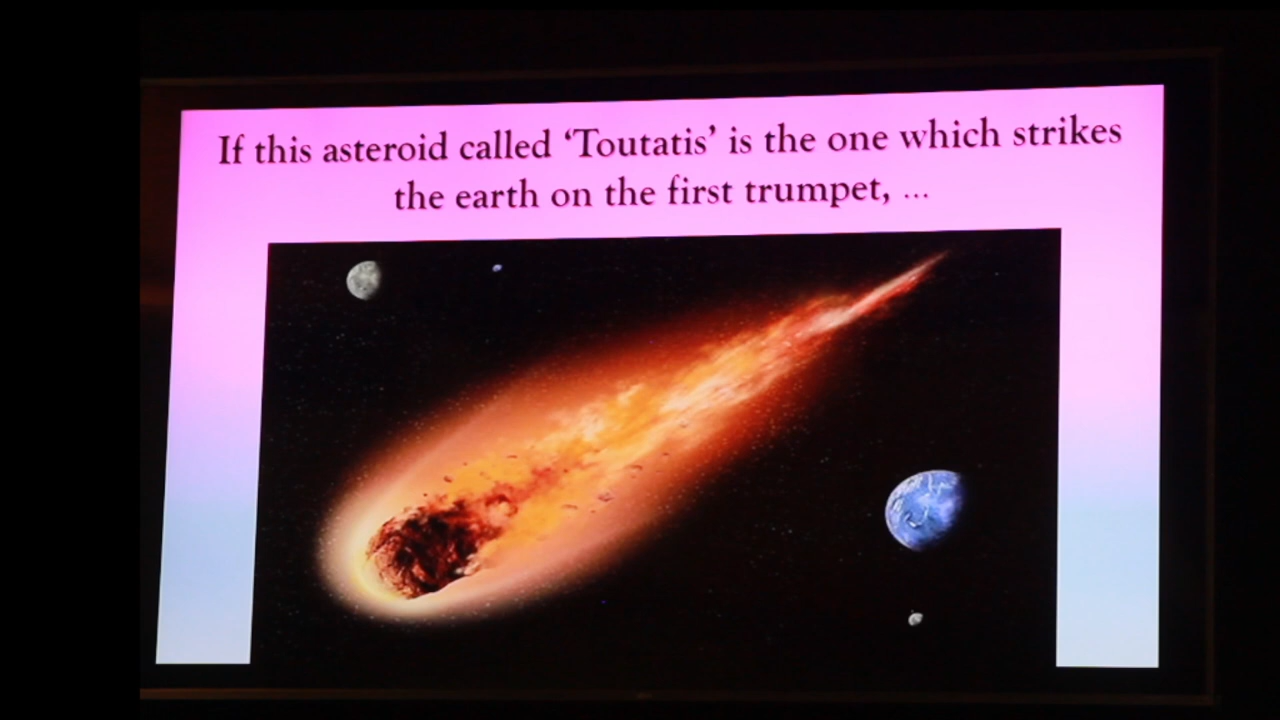 If this asteroid called ‘Toutatis’ is the one which strikes
the earth on the first trumpet, ...